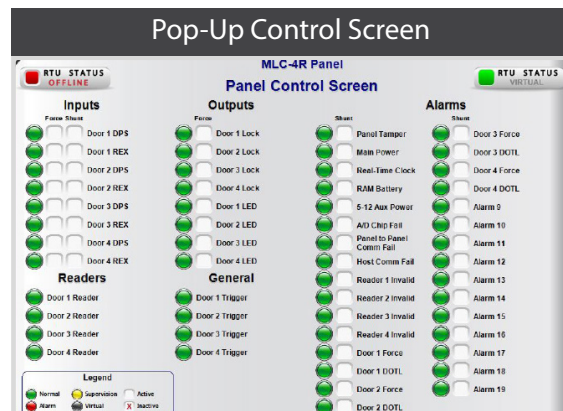 Pop-Up Control Screen
RTU STATUS
OFFLINE
MLC-4R Panel
Panel Control Screen
RTU STATUS
VIRTUAL
Inputs
Force Shunt
Door 1 DPS
Door 1 REX
Door 2 DPS
Door 2 REX
Door 3 DPS
Door 3 REX
Door 4 DPS
Door 4 REX
Readers
Door 1 Reader
Door 2 Reader
Door 3 Reader
Door 4 Reader
Legend
Normal
Supervision
Active
Alarm
Virtual
X Inactive
Outputs
Force
Door 1 Lock
Door 2 Lock
Door 3 Lock
Door 4 Lock
Door 1 LED
Door 2 LED
Door 3 LED
Door 4 LED
General
Door 1 Trigger
Door 2 Trigger
Door 3 Trigger
Door 4 Trigger
Alarms
Shunt
Panel Tamper
Main Power
Real-Time Clock
RAM Battery
5-12 Aux Power
A/D Chip Fail
Panel to Panel
Comm Fail
Host Comm Fail
Reader 1 Invalid
Reader 2 Invalid
Reader 3 Invalid
Reader 4 Invalid
Door 1 Force
Door 1 DOTL
Door 2 Force
Door 2 DOTL
Shunt
Door 3 Force
Door 3 DOTL
Door 4 Force
Door 4 DOTL
Alarm 9
Alarm 10
Alarm 11
Alarm 12
Alarm 13
Alarm 14
Alarm 15
Alarm 16
Alarm 17
Alarm 18
Alarm 19